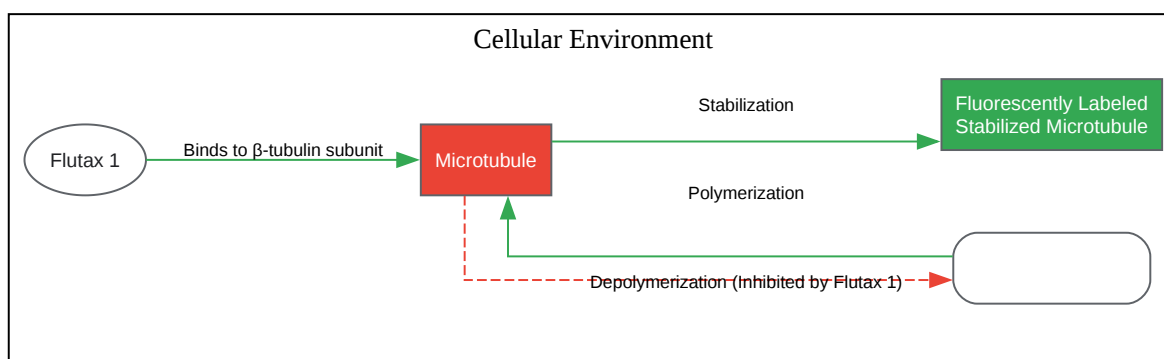 Cellular Environment
Stabilization
Fluorescently Labeled
Stabilized Microtubule
Flutax 1
Binds to β-tubulin subunit
Microtubule
Polymerization
Depolymerization (Inhibited by Flutax 1)